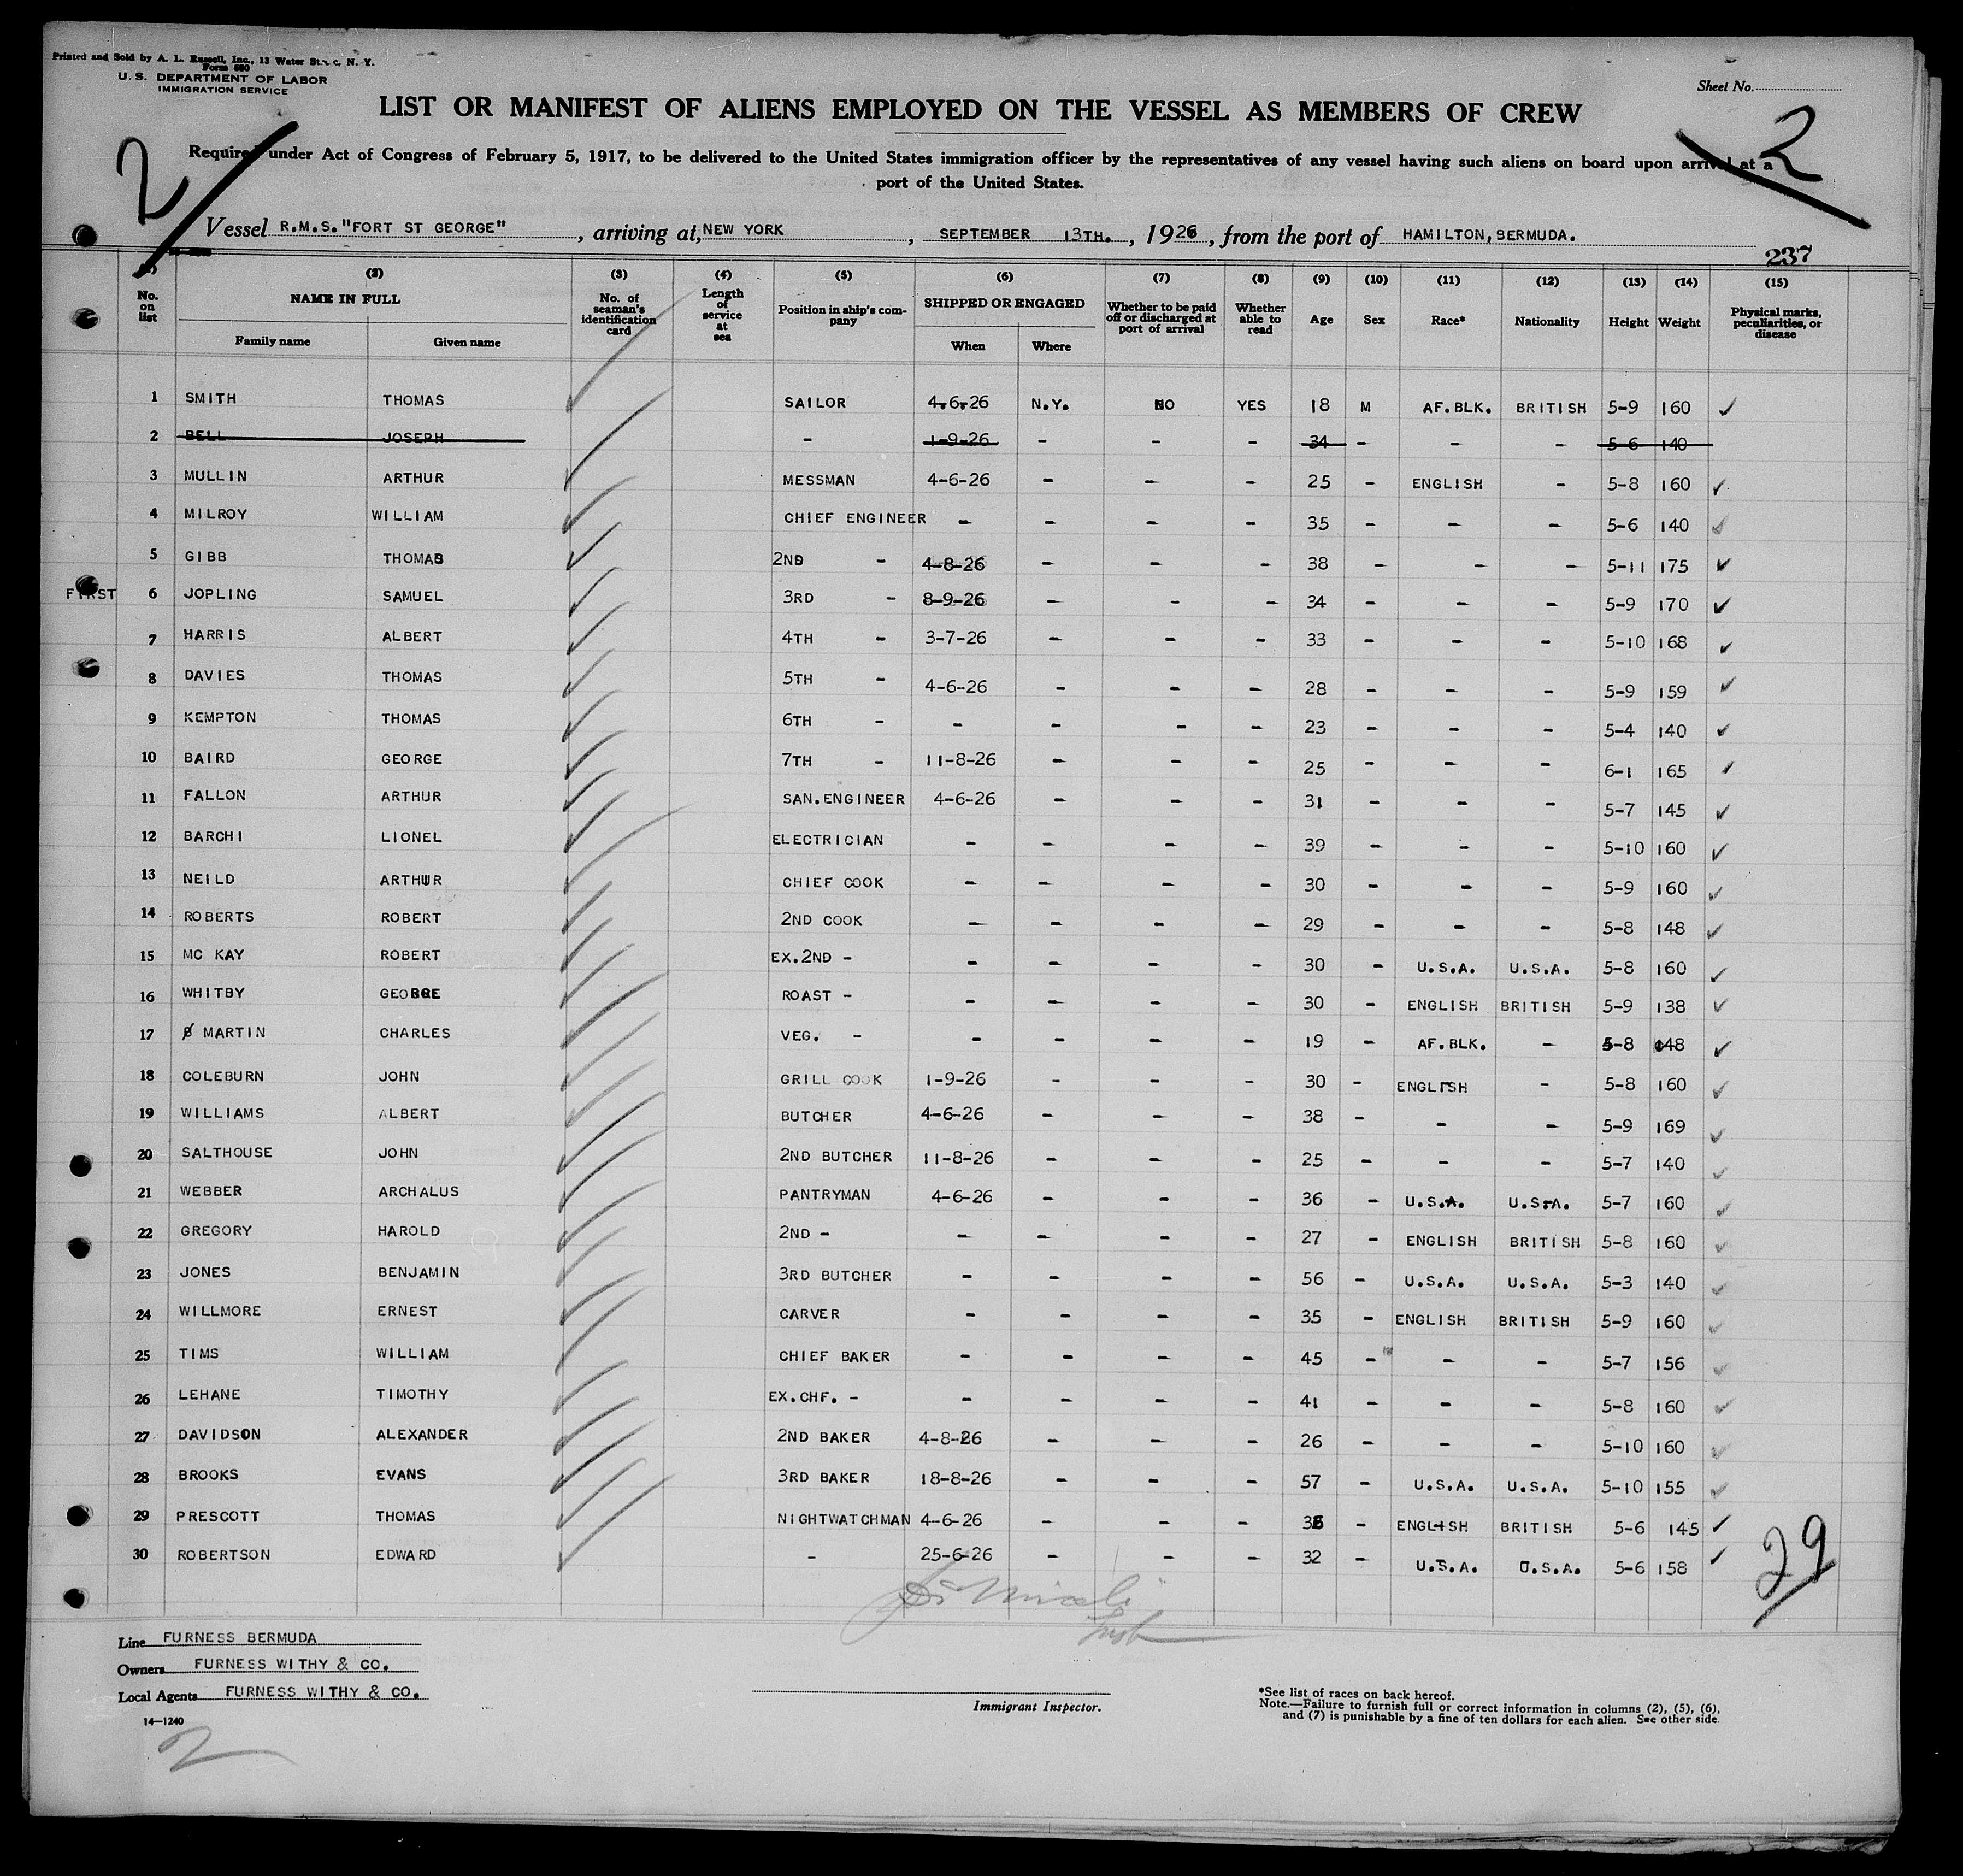 Printed and Sold by A. L. Russell, Inc., 13 Water St., N. Y.
Form 680
U. S. DEPARTMENT OF LABOR
IMMIGRATION SERVICE
Sheet No.
LIST OR MANIFEST OF ALIENS EMPLOYED ON THE VESSEL AS MEMBERS OF CREW
2 2
Required under Act of Congress of February 5, 1917, to be delivered to the United States immigration officer by the representatives of any vessel having such aliens on board upon arrival at a
port of the United States.
Vessel R.M.S."FORT ST GEORGE", arriving at, NEW YORK, SEPTEMBER 13TH., 1926, from the port of HAMILTON, BERMUDA.
237
(2) (3) (4) (5) (6) (7) (8) (9) (10) (11) (12) (13) (14) (15)
No. on list NAME IN FULL Family name Given name No. of seaman's identification card Length of service at sea Position in ship's company SHIPPED OR ENGAGED When Where Whether to be paid off or discharged at port of arrival Whether able to read Age Sex Race* Nationality Height Weight Physical marks, peculiarities, or disease
1 SMITH THOMAS SAILOR 4-6-26 N.Y. NO YES 18 M AF.BLK. BRITISH 5-9 160 ✓
2 BELL JOSEPH - 1-9-26 - - - 34 - - - 5-6 140
3 MULLIN ARTHUR MESSMAN 4-6-26 - - - 25 - ENGLISH - 5-8 160 ✓
4 MILROY WILLIAM CHIEF ENGINEER - - - - 35 - - - 5-6 140 ✓
5 GIBB THOMAS 2ND - 4-8-26 - - - 38 - - - 5-11 175 ✓
FIRST 6 JOPLING SAMUEL 3RD - 8-9-26 - - - 34 - - - 5-9 170 ✓
7 HARRIS ALBERT 4TH - 3-7-26 - - - 33 - - - 5-10 168 ✓
8 DAVIES THOMAS 5TH - 4-6-26 - - - 28 - - - 5-9 159 ✓
9 KEMPTON THOMAS 6TH - - - - - 23 - - - 5-4 140 ✓
10 BAIRD GEORGE 7TH - 11-8-26 - - - 25 - - - 6-1 165 ✓
11 FALLON ARTHUR SAN.ENGINEER 4-6-26 - - - 31 - - - 5-7 145 ✓
12 BARCHI LIONEL ELECTRICIAN - - - - 39 - - - 5-10 160 ✓
13 NEILD ARTHUR CHIEF COOK - - - - 30 - - - 5-9 160 ✓
14 ROBERTS ROBERT 2ND COOK - - - - 29 - - - 5-8 148 ✓
15 MC KAY ROBERT EX.2ND - - - - - 30 - U.S.A. U.S.A. 5-8 160 ✓
16 WHITBY GEORGE ROAST - - - - - 30 - ENGLISH BRITISH 5-9 138 ✓
17 MARTIN CHARLES VEG. - - - - - 19 - AF.BLK. - 5-8 148 ✓
18 COLEBURN JOHN GRILL COOK 1-9-26 - - - 30 - ENGLISH - 5-8 160 ✓
19 WILLIAMS ALBERT BUTCHER 4-6-26 - - - 38 - - - 5-9 169 ✓
20 SALTHOUSE JOHN 2ND BUTCHER 11-8-26 - - - 25 - - - 5-7 140 ✓
21 WEBBER ARCHALUS PANTRYMAN 4-6-26 - - - 36 - U.S.A. U.S.A. 5-7 160 ✓
22 GREGORY HAROLD 2ND - - - - - 27 - ENGLISH BRITISH 5-8 160 ✓
23 JONES BENJAMIN 3RD BUTCHER - - - - 56 - U.S.A. U.S.A. 5-3 140 ✓
24 WILLMORE ERNEST CARVER - - - - 35 - ENGLISH BRITISH 5-9 160 ✓
25 TIMS WILLIAM CHIEF BAKER - - - - 45 - - - 5-7 156 ✓
26 LEHANE TIMOTHY EX.CHF. - - - - - 41 - - - 5-8 160 ✓
27 DAVIDSON ALEXANDER 2ND BAKER 4-8-26 - - - 26 - - - 5-10 160 ✓
28 BROOKS EVANS 3RD BAKER 18-8-26 - - - 57 - U.S.A. U.S.A. 5-10 155 ✓
29 PRESCOTT THOMAS NIGHTWATCHMAN 4-6-26 - - - - ENGLISH BRITISH 5-6 145 ✓
30 ROBERTSON EDWARD - 25-6-26 - - - 32 - U.S.A. U.S.A. 5-6 158 ✓
29
Line FURNESS BERMUDA
Owners FURNESS WITHY & CO.
Local Agents FURNESS WITHY & CO.
14—1240
2
Immigrant Inspector.
*See list of races on back hereof.
Note.—Failure to furnish full or correct information in columns (2), (5), (6),
and (7) is punishable by a fine of ten dollars for each alien. See other side.